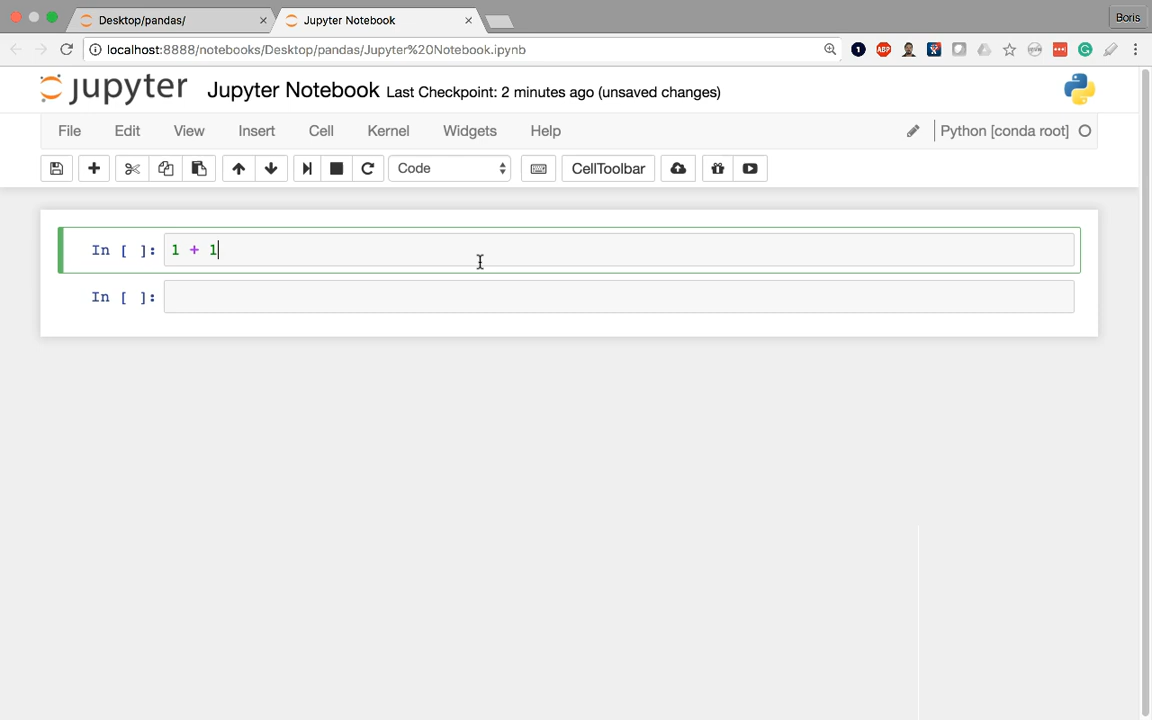 Desktop/pandas/
Jupyter Notebook
Boris
localhost:8888/notebooks/Desktop/pandas/Jupyter%20Notebook.ipynb
1
ABP
jupyter Jupyter Notebook Last Checkpoint: 2 minutes ago (unsaved changes)
File Edit View Insert Cell Kernel Widgets Help
Python [conda root]
Code
CellToolbar
In [ ]: 1 + 1
In [ ]: